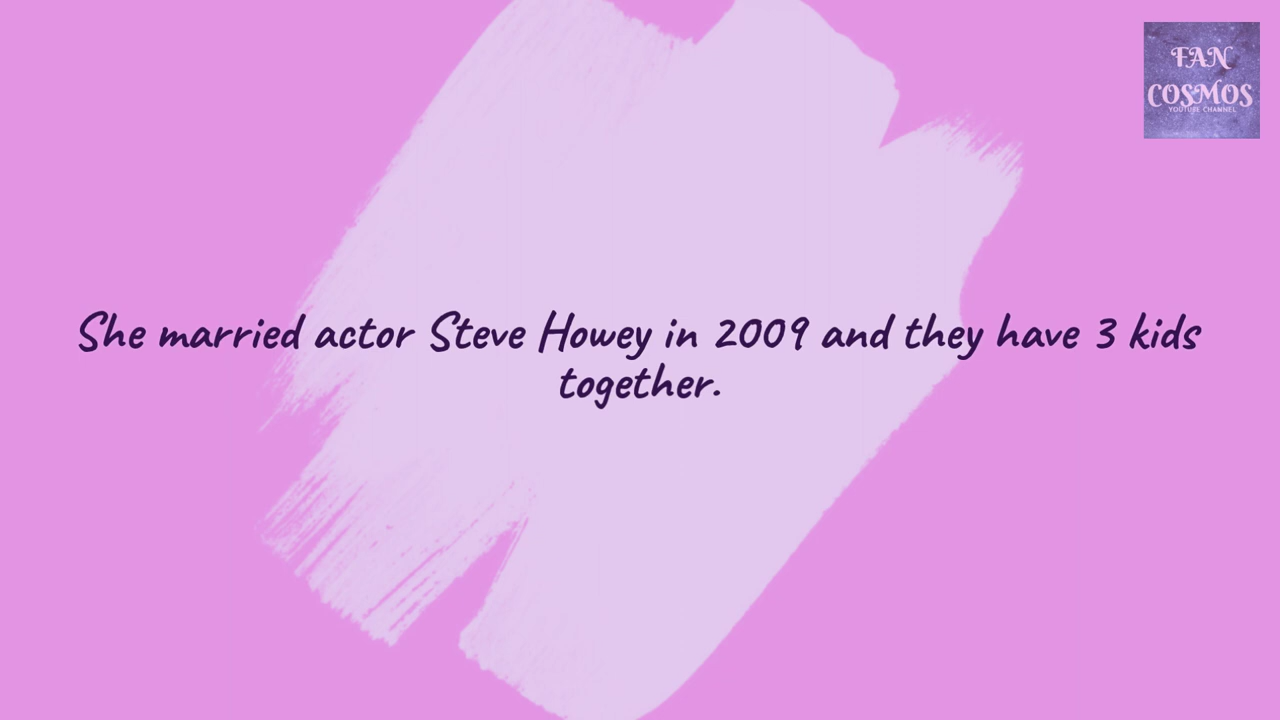 FAN
COSMOS
YOUTUBE CHANNEL
She married actor Steve Howey in 2009 and they have 3 kids
together.